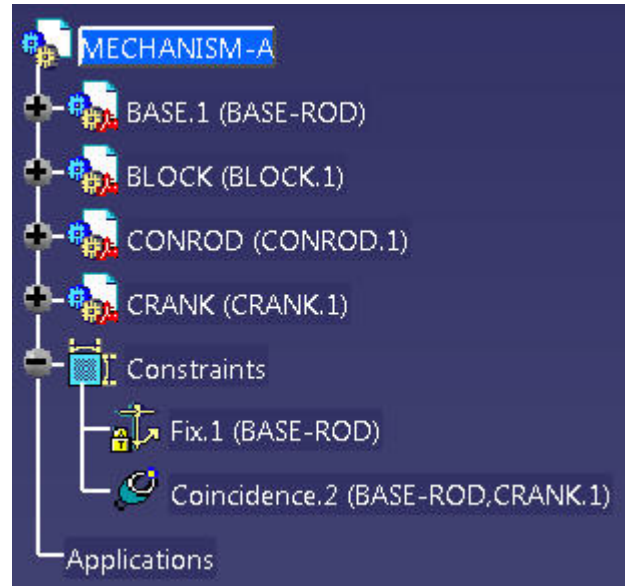 MECHANISM-A
BASE.1 (BASE-ROD)
BLOCK (BLOCK.1)
CONROD (CONROD.1)
CRANK (CRANK.1)
Constraints
Fix.1 (BASE-ROD)
Coincidence.2 (BASE-ROD,CRANK.1)
Applications